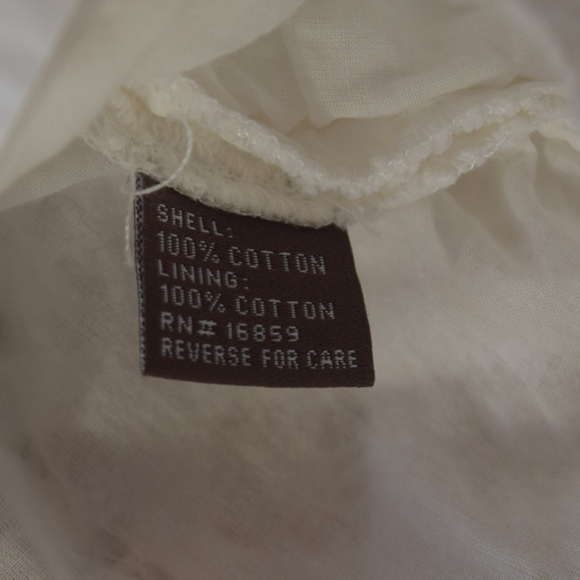 SHELL:
100% COTTON
LINING:
100% COTTON
RN# 16859
REVERSE FOR CARE